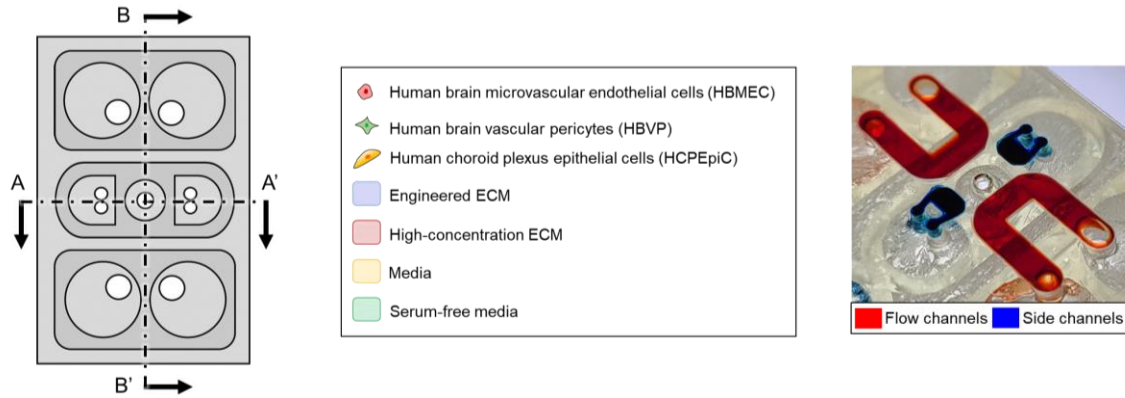 B
A
A'
B'
Human brain microvascular endothelial cells (HBMEC)
Human brain vascular pericytes (HBVP)
Human choroid plexus epithelial cells (HCPEpiC)
Engineered ECM
High-concentration ECM
Media
Serum-free media
Flow channels
Side channels